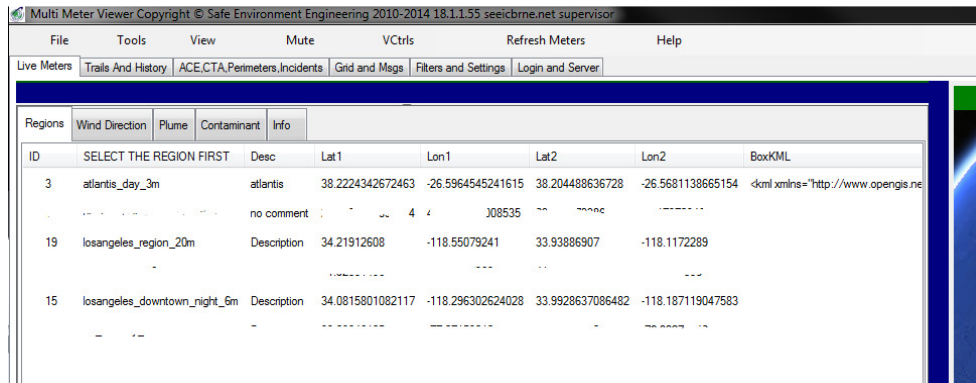 Multi Meter Viewer Copyright © Safe Environment Engineering 2010-2014 18.1.1.55 seeicbrne.net supervisor
File Tools View Mute VCtrls Refresh Meters Help
Live Meters Trails And History ACE,CTA,Perimeters,Incidents Grid and Msgs Filters and Settings Login and Server
Regions Wind Direction Plume Contaminant Info
ID SELECT THE REGION FIRST Desc Lat1 Lon1 Lat2 Lon2 BoxKML
3 atlantis_day_3m atlantis 38.2224342672463 -26.5964545241615 38.204488636728 -26.5681138665154 <kml xmlns="http://www.opengis.ne
no comment 4 008535
19 losangeles_region_20m Description 34.21912608 -118.55079241 33.93886907 -118.1172289
15 losangeles_downtown_night_6m Description 34.0815801082117 -118.296302624028 33.9928637086482 -118.187119047583